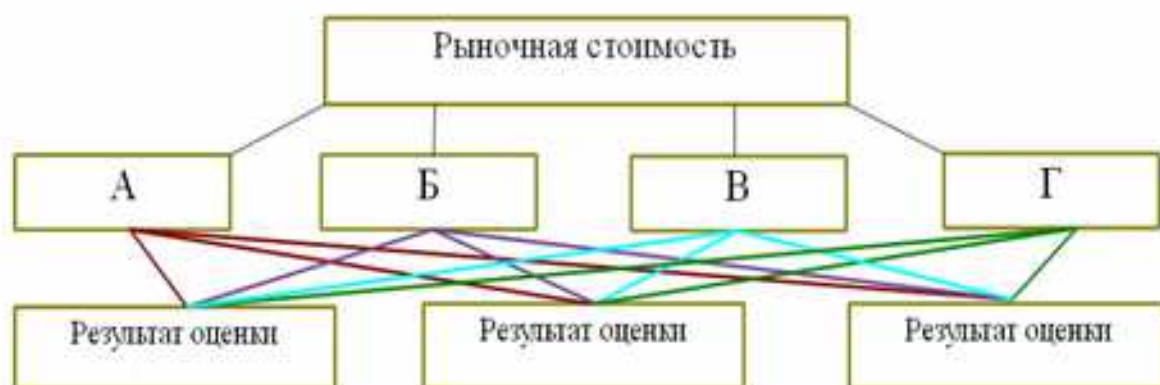 Рыночная стоимость
А
Б
В
Г
Результат оценки
Результат оценки
Результат оценки